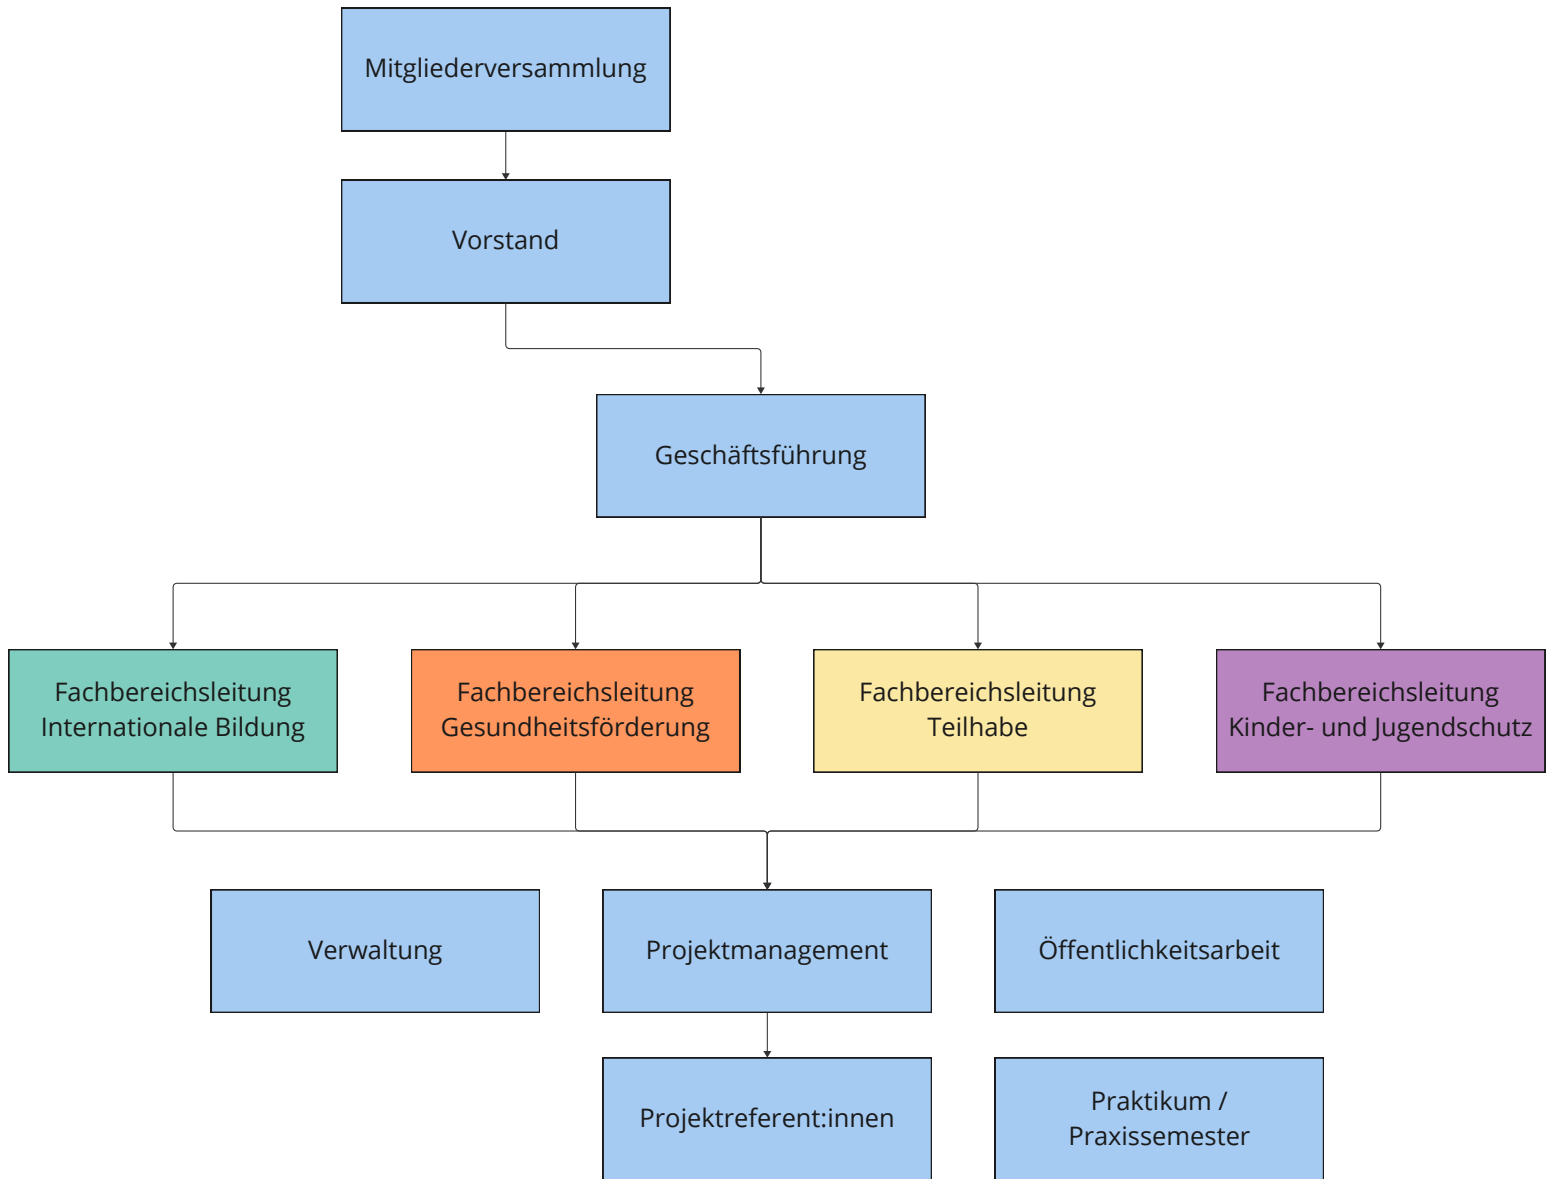 Mitgliederversammlung
Vorstand
Geschäftsführung
Fachbereichsleitung
Internationale Bildung
Fachbereichsleitung
Gesundheitsförderung
Fachbereichsleitung
Teilhabe
Fachbereichsleitung
Kinder- und Jugendschutz
Verwaltung
Projektmanagement
Öffentlichkeitsarbeit
Projektreferent:innen
Praktikum /
Praxissemester